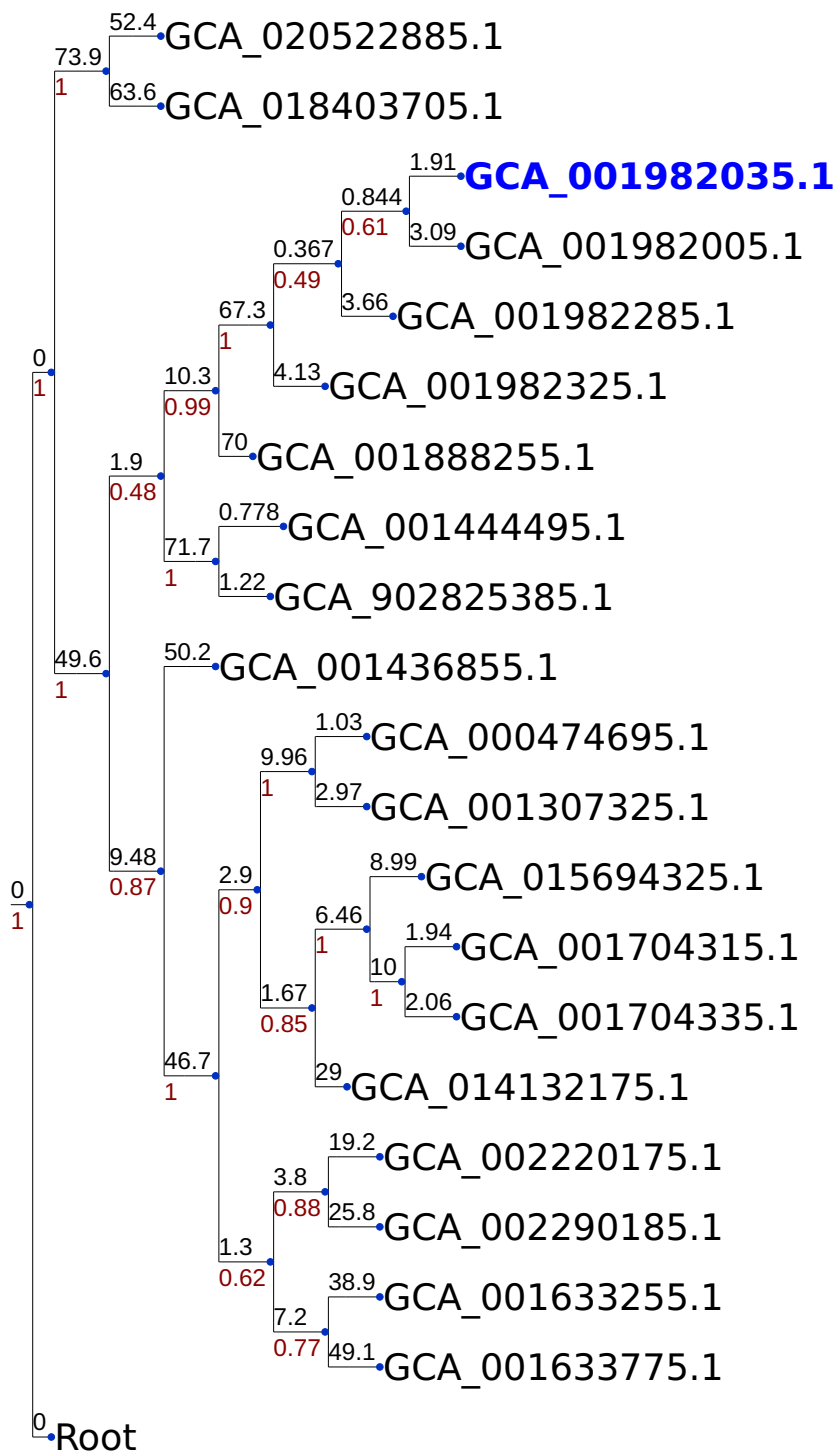 52.4
GCA_020522885.1
73.9
1
63.6
GCA_018403705.1
1.91
GCA_001982035.1
0.844
0.61
3.09
GCA_001982005.1
0.367
0.49
3.66
GCA_001982285.1
67.3
1
4.13
GCA_001982325.1
0
1
10.3
0.99
70
GCA_001888255.1
1.9
0.48
0.778
GCA_001444495.1
71.7
1
1.22
GCA_902825385.1
49.6
1
50.2
GCA_001436855.1
1.03
GCA_000474695.1
9.96
1
2.97
GCA_001307325.1
9.48
0.87
2.9
0.9
8.99
GCA_015694325.1
0
1
6.46
1
1.94
GCA_001704315.1
10
1
2.06
GCA_001704335.1
1.67
0.85
46.7
1
29
GCA_014132175.1
19.2
GCA_002220175.1
3.8
0.88
25.8
GCA_002290185.1
1.3
0.62
38.9
GCA_001633255.1
7.2
0.77
49.1
GCA_001633775.1
0
Root